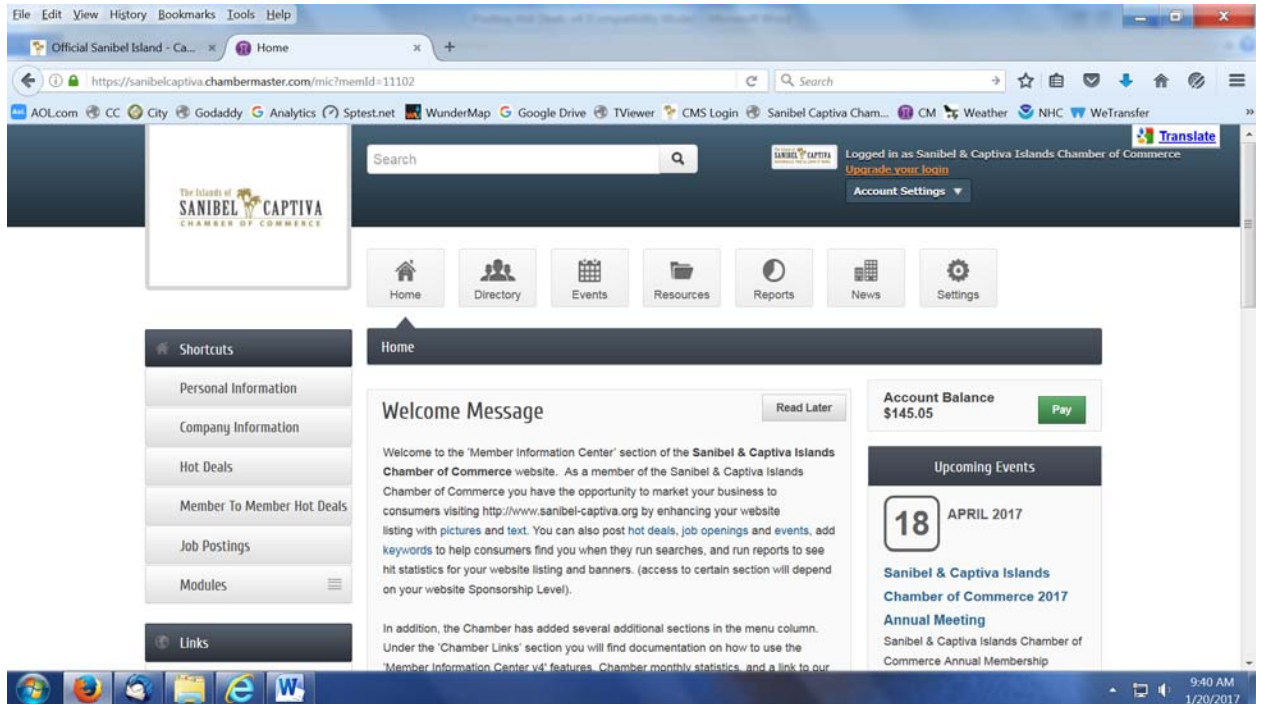 File Edit View History Bookmarks Tools Help
Official Sanibel Island - Ca... × Home × +
https://sanibelcaptiva.chambermaster.com/mic?memId=11102 Search
AOL.com CC City Godaddy Analytics Sptest.net WunderMap Google Drive TViewer CMS Login Sanibel Captiva Cham... CM Weather NHC WeTransfer »
Translate
The Islands of
SANIBEL CAPTIVA
CHAMBER OF COMMERCE
Search
SANIBEL CAPTIVA
Logged in as Sanibel & Captiva Islands Chamber of Commerce
Upgrade your login
Account Settings
Home Directory Events Resources Reports News Settings
Shortcuts
Personal Information
Company Information
Hot Deals
Member To Member Hot Deals
Job Postings
Modules
Links
Home
Welcome Message
Read Later
Welcome to the 'Member Information Center' section of the Sanibel & Captiva Islands
Chamber of Commerce website. As a member of the Sanibel & Captiva Islands
Chamber of Commerce you have the opportunity to market your business to
consumers visiting http://www.sanibel-captiva.org by enhancing your website
listing with pictures and text. You can also post hot deals, job openings and events, add
keywords to help consumers find you when they run searches, and run reports to see
hit statistics for your website listing and banners. (access to certain section will depend
on your website Sponsorship Level).
In addition, the Chamber has added several additional sections in the menu column.
Under the 'Chamber Links' section you will find documentation on how to use the
'Member Information Center v4' features, Chamber monthly statistics, and a link to our
Account Balance
$145.05
Pay
Upcoming Events
18 APRIL 2017
Sanibel & Captiva Islands
Chamber of Commerce 2017
Annual Meeting
Sanibel & Captiva Islands Chamber of
Commerce Annual Membership
9:40 AM
1/20/2017